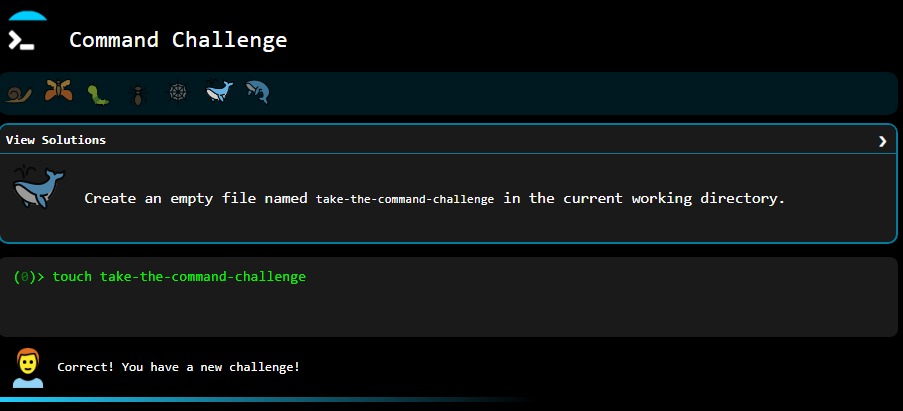 Command Challenge
View Solutions
Create an empty file named take-the-command-challenge in the current working directory.
(0)> touch take-the-command-challenge
Correct! You have a new challenge!